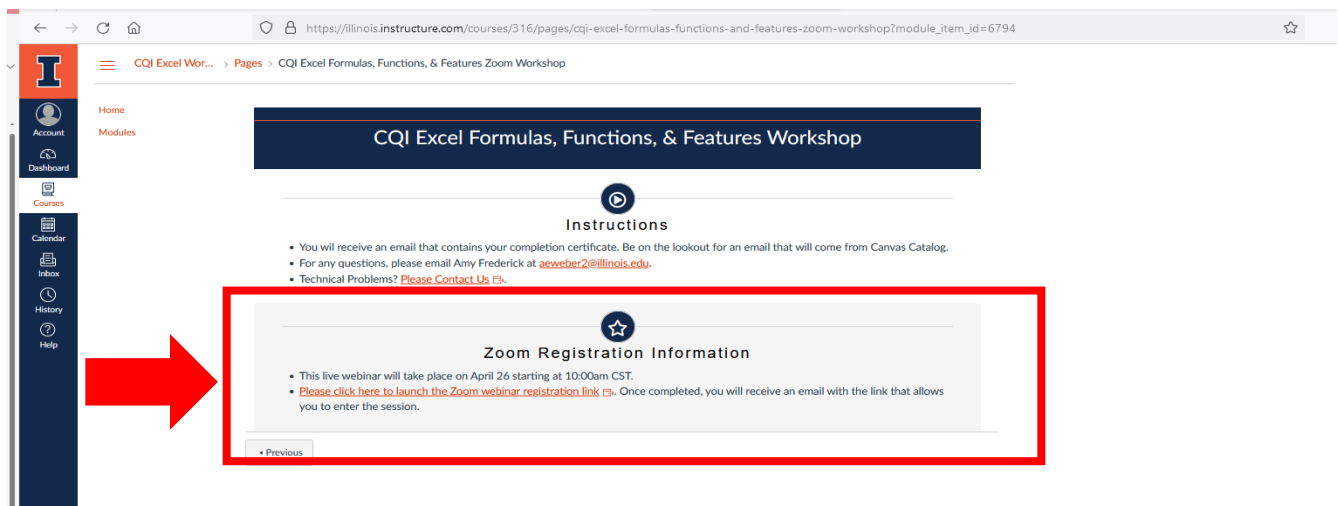 https://illinois.instructure.com/courses/316/pages/cqi-excel-formulas-functions-and-features-zoom-workshop?module_item_id=6794
I
CQI Excel Wor... > Pages > CQI Excel Formulas, Functions, & Features Zoom Workshop
Account
Dashboard
Courses
Calendar
Inbox
History
Help
Home
Modules
CQI Excel Formulas, Functions, & Features Workshop
Instructions
• You wil receive an email that contains your completion certificate. Be on the lookout for an email that will come from Canvas Catalog.
• For any questions, please email Amy Frederick at aeweber2@illinois.edu.
• Technical Problems? Please Contact Us.
Zoom Registration Information
• This live webinar will take place on April 26 starting at 10:00am CST.
• Please click here to launch the Zoom webinar registration link. Once completed, you will receive an email with the link that allows
you to enter the session.
◂ Previous